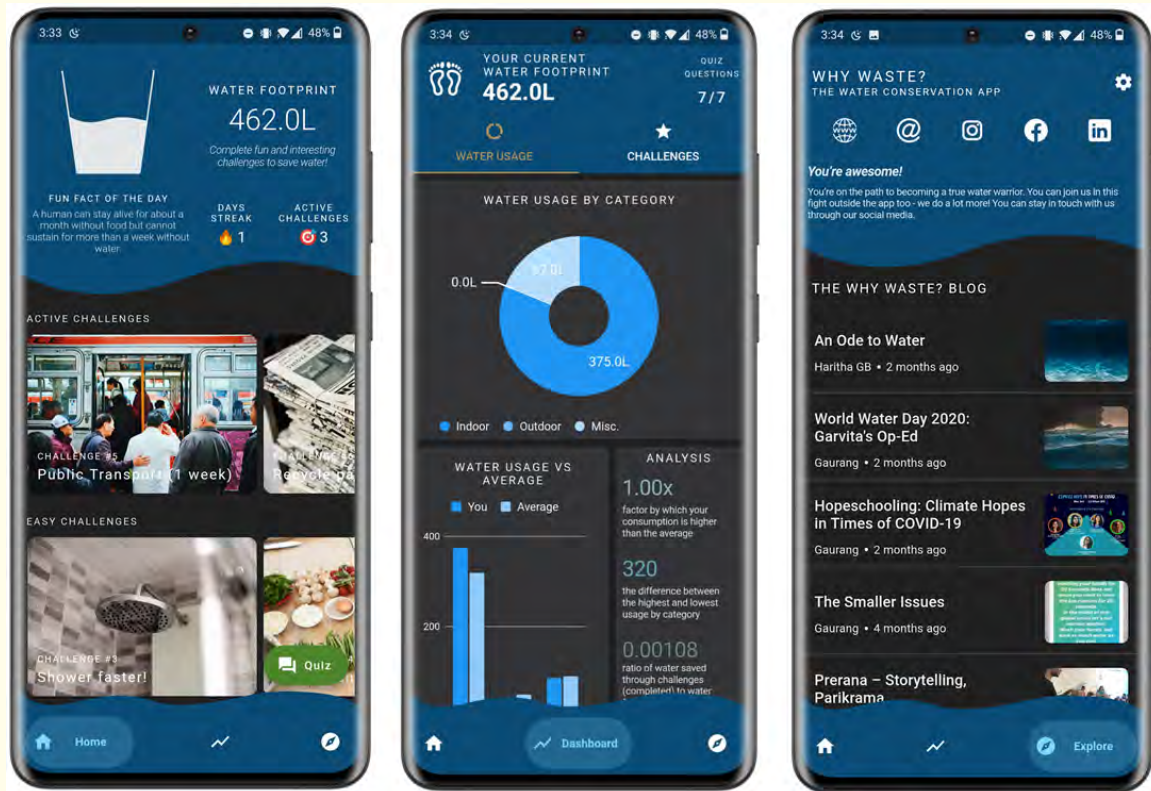 3:33
48%
WATER FOOTPRINT
462.0L
Complete fun and interesting
challenges to save water!
FUN FACT OF THE DAY
A human can stay alive for about a
month without food but cannot
sustain for more than a week without
water.
DAYS
STREAK
1
ACTIVE
CHALLENGES
3
ACTIVE CHALLENGES
CHALLENGE #5
Public Transport (1 week)
CHALLENGE
Recycle pa
EASY CHALLENGES
CHALLENGE #3
Shower faster!
Quiz
Home
3:34
48%
YOUR CURRENT
WATER FOOTPRINT
462.0L
QUIZ
QUESTIONS
7/7
WATER USAGE
CHALLENGES
WATER USAGE BY CATEGORY
0.0L
375.0L
Indoor
Outdoor
Misc.
WATER USAGE VS
AVERAGE
You
Average
400
200
ANALYSIS
1.00x
factor by which your
consumption is higher
than the average
320
the difference between
the highest and lowest
usage by category
0.00108
ratio of water saved
through challenges
(completed) to water
Dashboard
3:34
48%
WHY WASTE?
THE WATER CONSERVATION APP
www
@
f
in
You're awesome!
You're on the path to becoming a true water warrior. You can join us in this
fight outside the app too - we do a lot more! You can stay in touch with us
through our social media.
THE WHY WASTE? BLOG
An Ode to Water
Haritha GB • 2 months ago
World Water Day 2020:
Garvita's Op-Ed
Gaurang • 2 months ago
Hopeschooling: Climate Hopes
in Times of COVID-19
Gaurang • 2 months ago
The Smaller Issues
Gaurang • 4 months ago
Prerana – Storytelling,
Parikrama
Explore